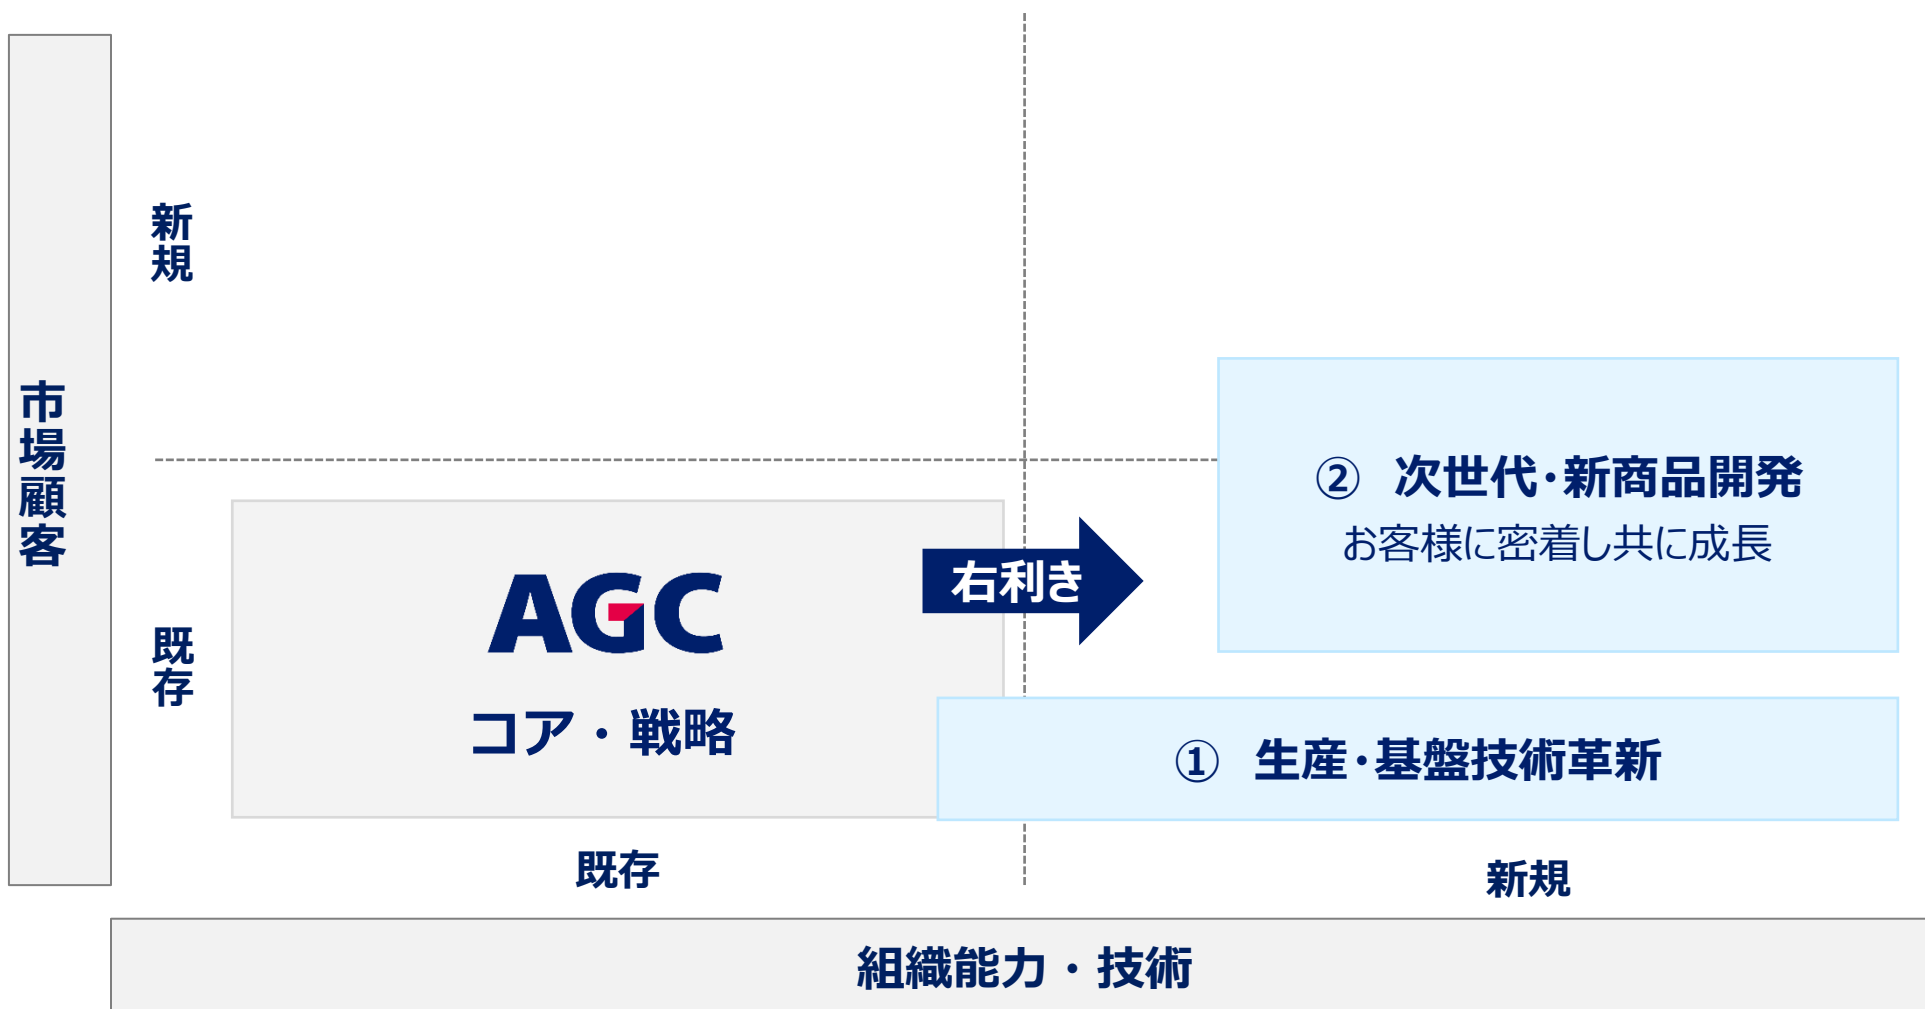 市場顧客
新規
② 次世代・新商品開発
お客様に密着し共に成長
右利き
AGC
既存
コア・戦略
① 生産・基盤技術革新
既存
新規
組織能力・技術